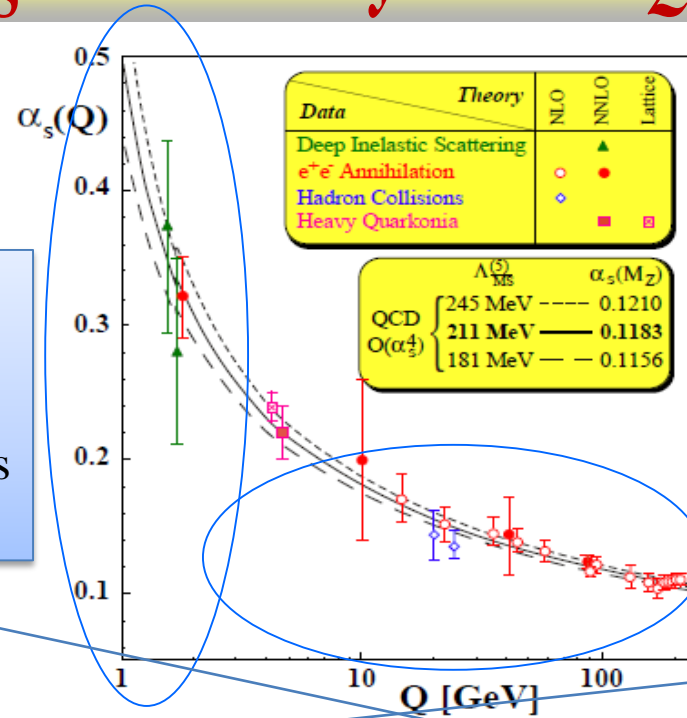 0.5
αs(Q)
0.4
0.3
0.2
0.1
Data
Theory
NLO
NNLO
Lattice
Deep Inelastic Scattering
e⁺e⁻ Annihilation
Hadron Collisions
Heavy Quarkonia
Λ(5) MS
αs(MZ)
QCD
O(αs⁴)
245 MeV 0.1210
211 MeV 0.1183
181 MeV 0.1156
s
1
10
100
Q [GeV]